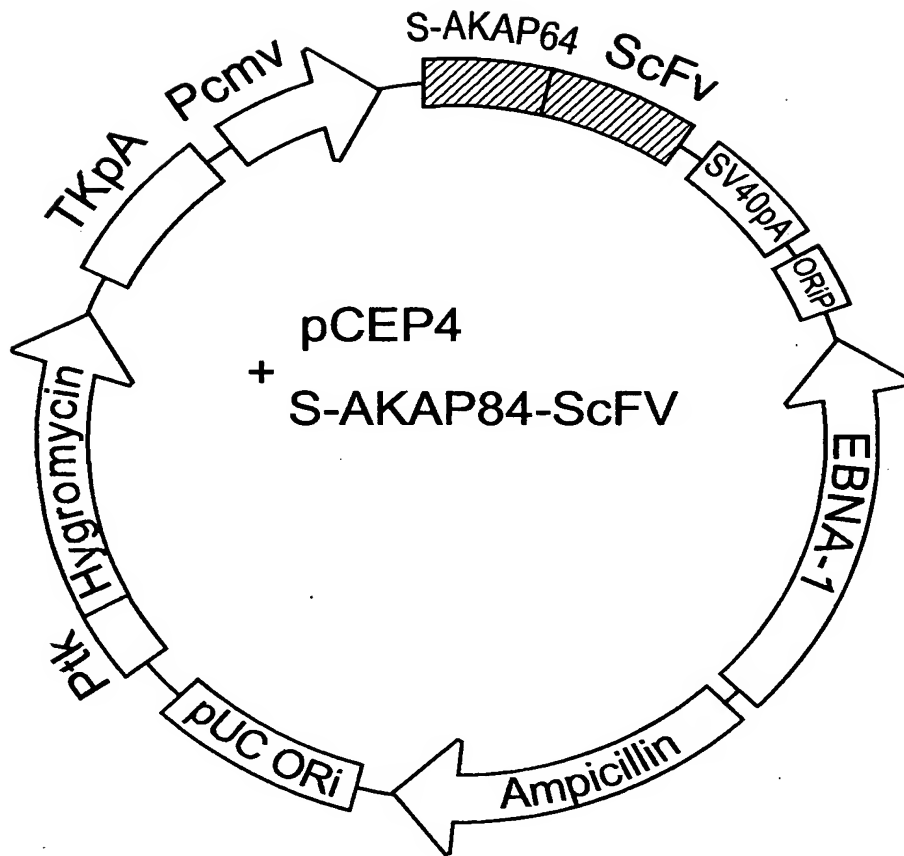 S-AKAP64
ScFv
Pcmv
TKpA
SV40pA
ORiP
pCEP4
+
S-AKAP84-ScFV
EBNA-1
Hygromycin
Ptk
pUC ORi
Ampicillin